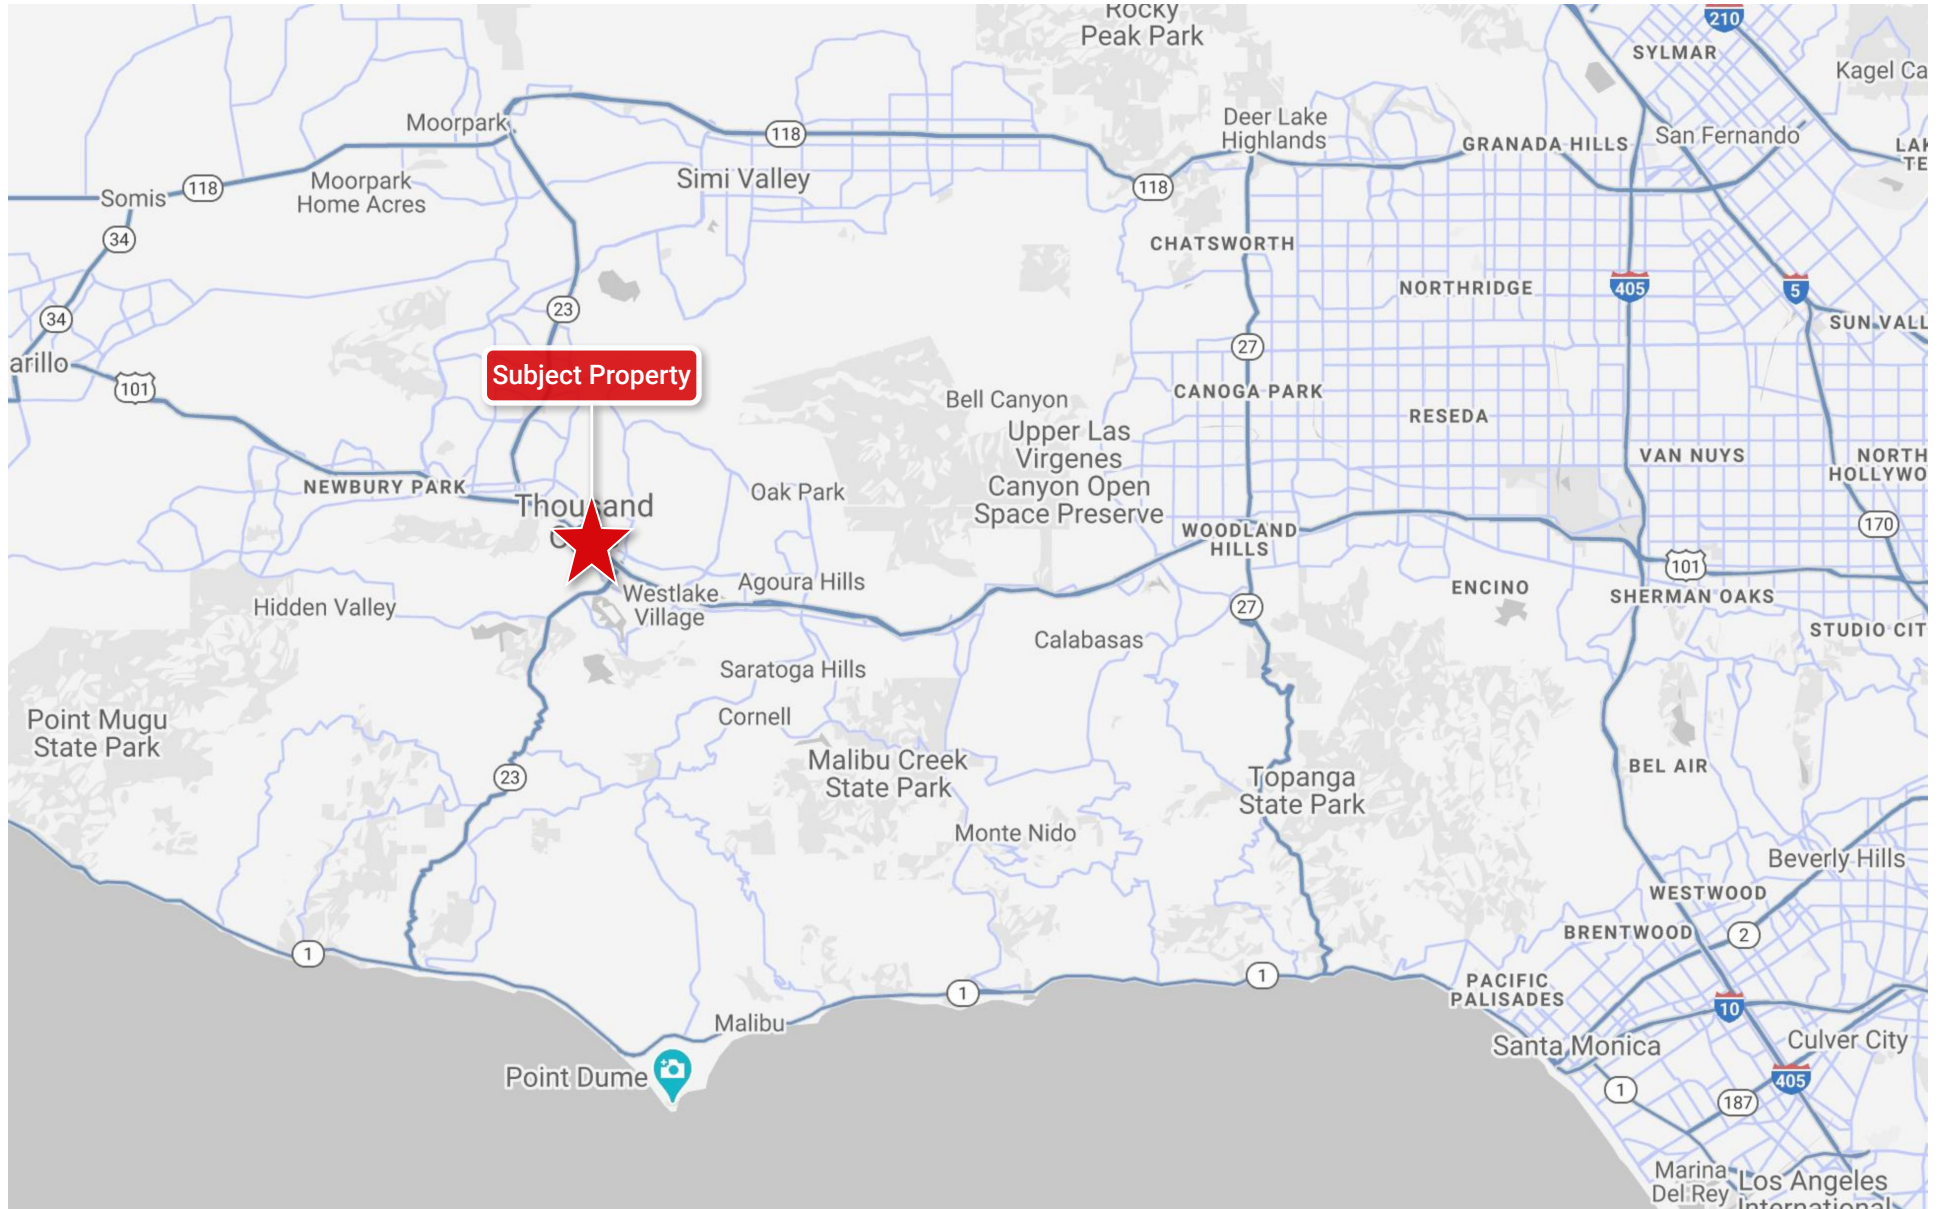 Rocky
Peak Park
210
SYLMAR
Kagel Ca
Moorpark
118
Deer Lake
Highlands
GRANADA HILLS
San Fernando
LAK
TE
Somis
118
Moorpark
Home Acres
Simi Valley
118
34
CHATSWORTH
NORTHRIDGE
405
5
23
34
SUN VALL
arillo
101
Subject Property
27
CANOGA PARK
Bell Canyon
RESEDA
Upper Las
Virgenes
Canyon Open
Space Preserve
VAN NUYS
NORTH
HOLLYWO
NEWBURY PARK
Oak Park
Thousand
170
WOODLAND
HILLS
101
Agoura Hills
Westlake
Village
ENCINO
SHERMAN OAKS
Hidden Valley
27
STUDIO CIT
Calabasas
Saratoga Hills
Point Mugu
State Park
Cornell
Malibu Creek
State Park
BEL AIR
23
Topanga
State Park
Monte Nido
Beverly Hills
WESTWOOD
BRENTWOOD
2
1
1
1
PACIFIC
PALISADES
10
Malibu
Santa Monica
Culver City
Point Dume
405
1
187
Marina
Del Rey
Los Angeles
International